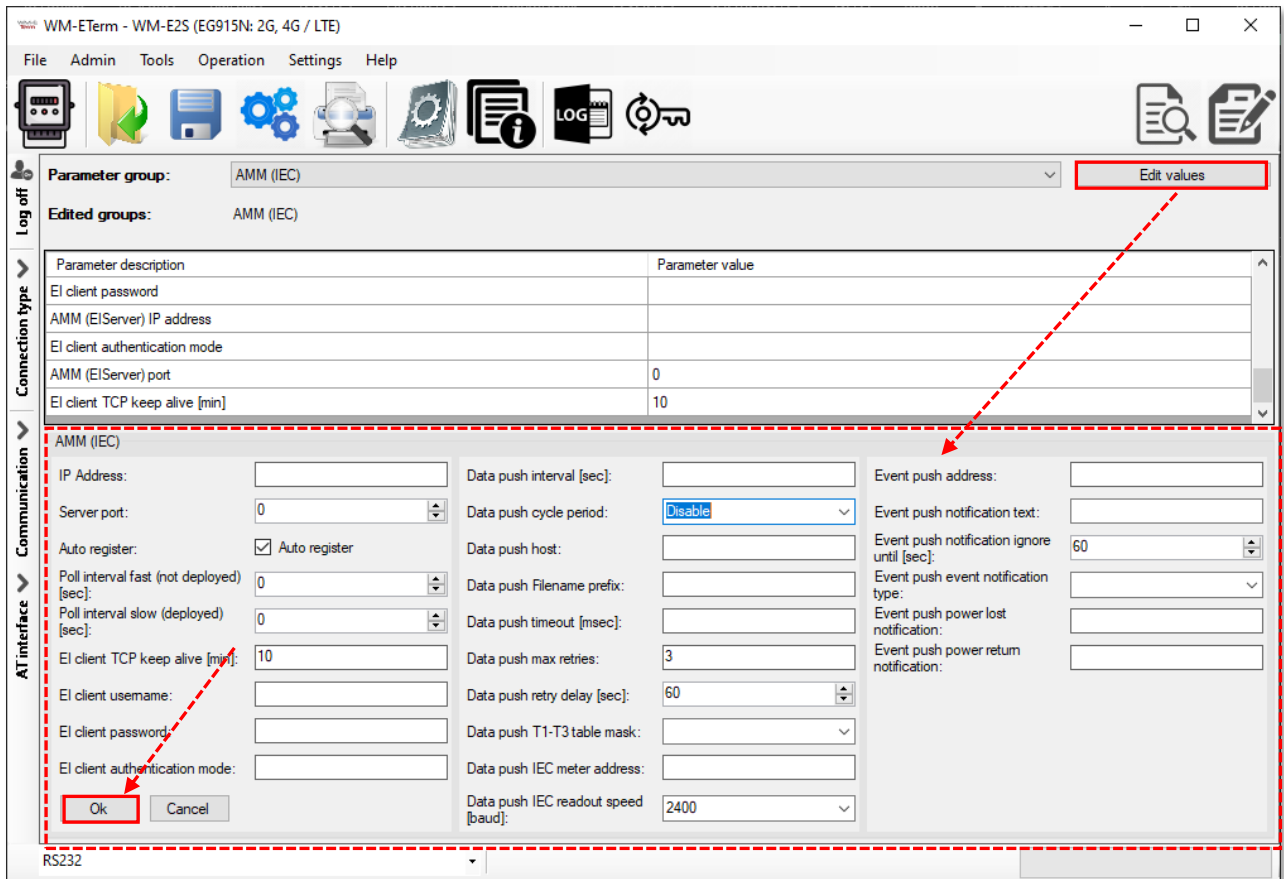 WM-ETerm - WM-E2S (EG915N: 2G, 4G / LTE)
File Admin Tools Operation Settings Help
LOG
Log off
Connection type
Communication
AT interface
Parameter group: AMM (IEC) Edit values
Edited groups: AMM (IEC)
Parameter description Parameter value
EI client password
AMM (EIServer) IP address
EI client authentication mode
AMM (EIServer) port 0
EI client TCP keep alive [min] 10
AMM (IEC)
IP Address:
Server port: 0
Auto register: Auto register
Poll interval fast (not deployed)
[sec]: 0
Poll interval slow (deployed)
[sec]: 0
EI client TCP keep alive [min]: 10
EI client username:
EI client password:
EI client authentication mode:
Ok Cancel
Data push interval [sec]:
Data push cycle period: Disable
Data push host:
Data push Filename prefix:
Data push timeout [msec]:
Data push max retries: 3
Data push retry delay [sec]: 60
Data push T1-T3 table mask:
Data push IEC meter address:
Data push IEC readout speed
[baud]: 2400
Event push address:
Event push notification text:
Event push notification ignore
until [sec]: 60
Event push event notification
type:
Event push power lost
notification:
Event push power return
notification:
RS232